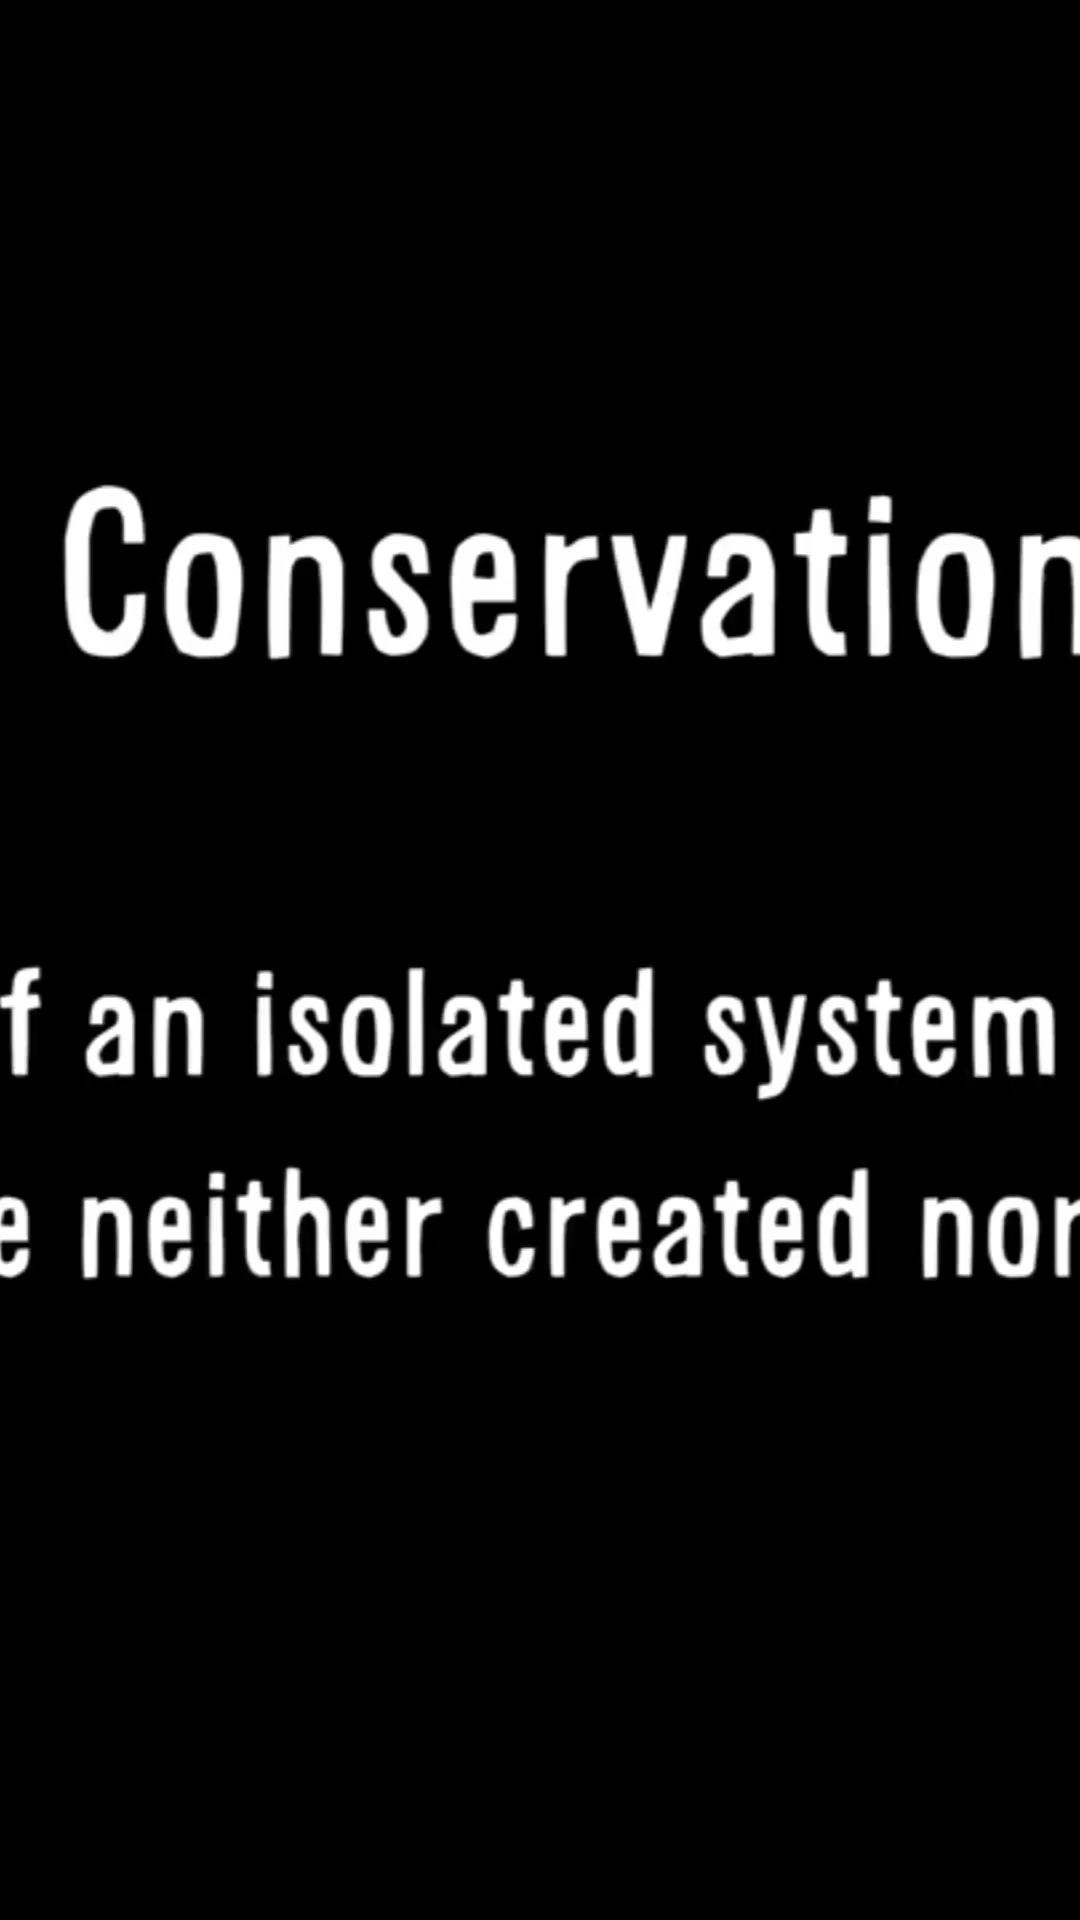 Conservation
f an isolated system
e neither created nor